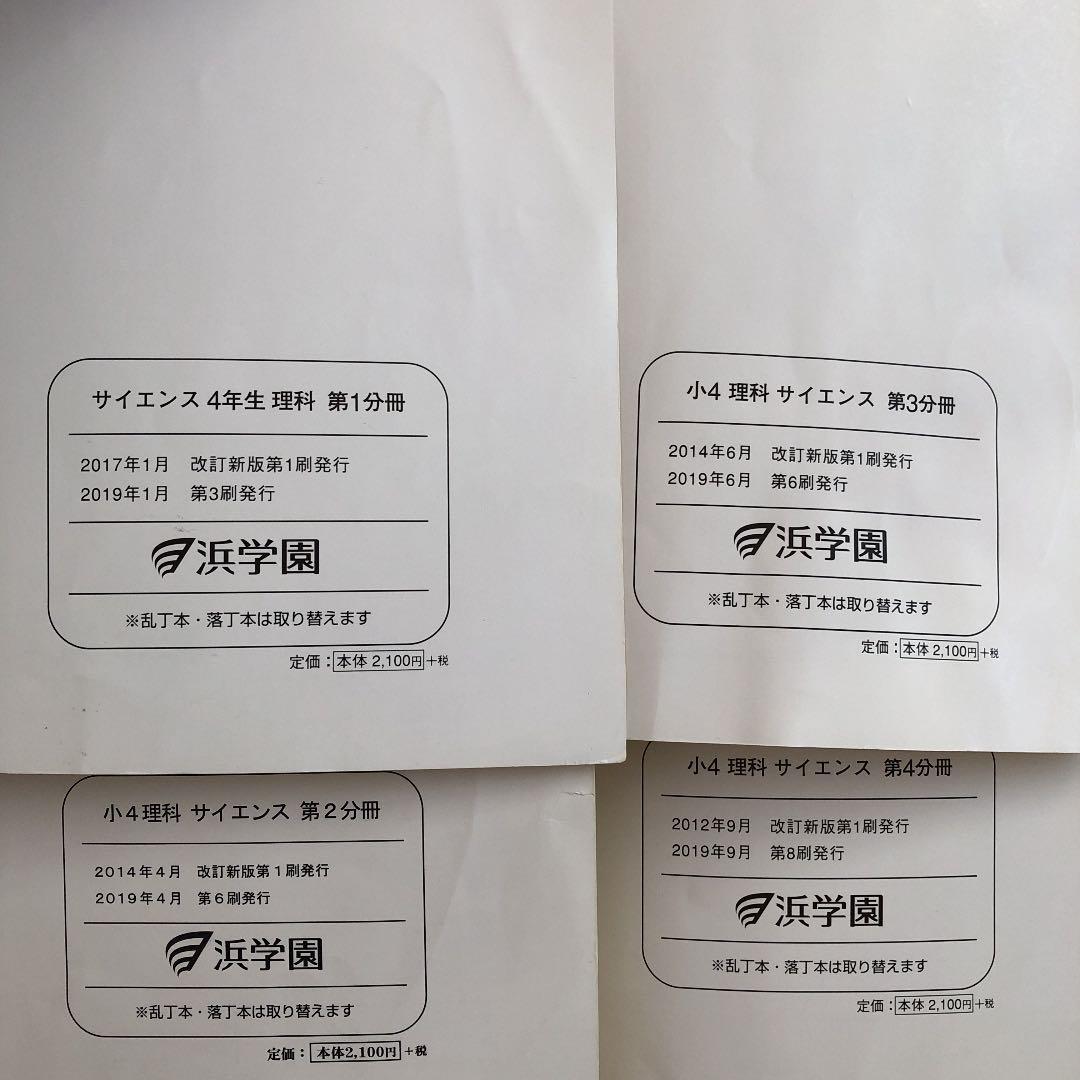 サイエンス 4年生 理科 第1分冊
2017年1月 改訂新版第1刷発行
2019年1月 第3刷発行
浜学園
※乱丁本・落丁本は取り替えます
定価：本体 2,100円+税
小4 理科 サイエンス 第3分冊
2014年6月 改訂新版第1刷発行
2019年6月 第6刷発行
浜学園
※乱丁本・落丁本は取り替えます
定価：本体 2,100円+税
小４理科 サイエンス 第２分冊
２０１４年４月 改訂新版第１刷発行
２０１９年４月 第６刷発行
浜学園
※乱丁本・落丁本は取り替えます
定価：本体2,100円+税
小4 理科 サイエンス 第4分冊
2012年9月 改訂新版第1刷発行
2019年9月 第8刷発行
浜学園
※乱丁本・落丁本は取り替えます
定価：本体 2,100円+税